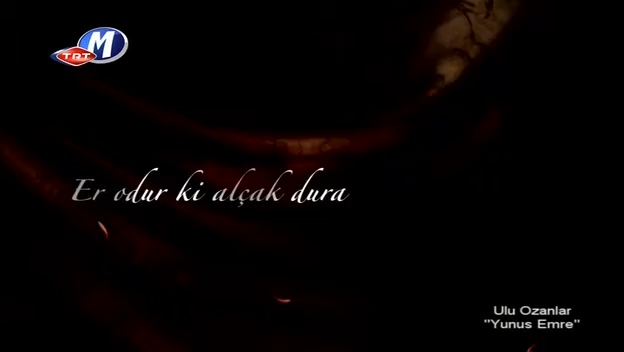 TRT M
Er odur ki alçak dura
Ulu Ozanlar
"Yunus Emre"